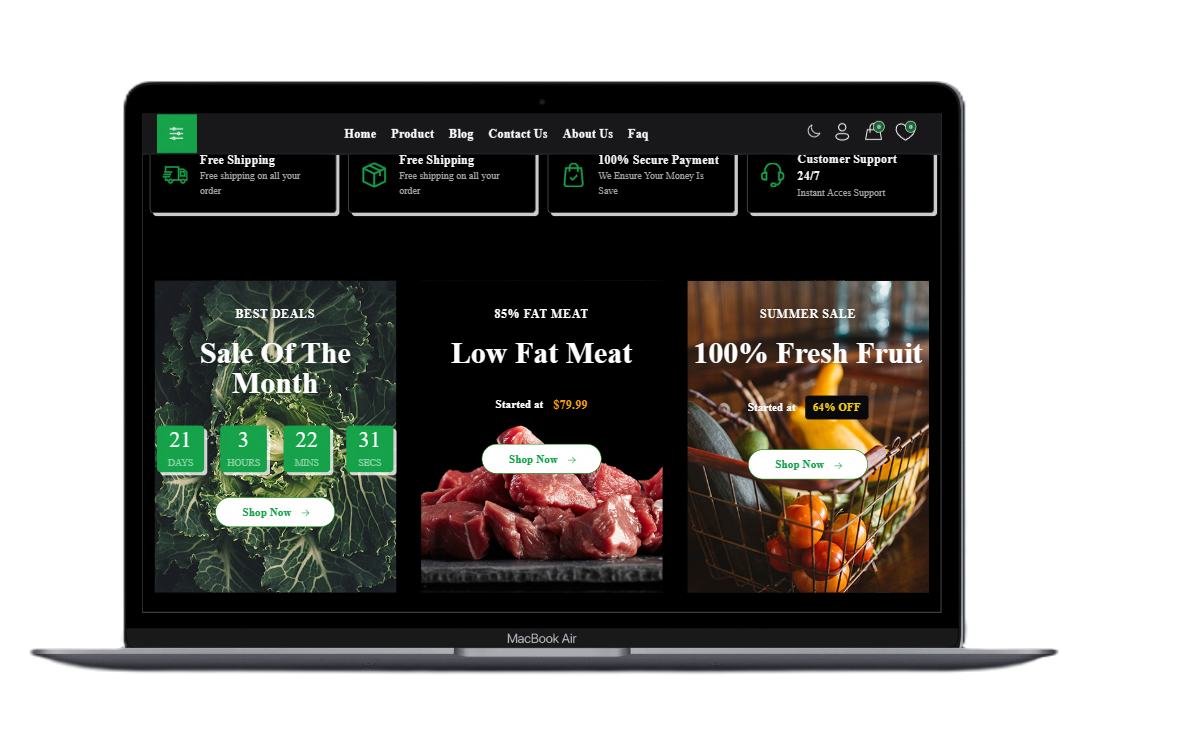 Home Product Blog Contact Us About Us Faq
0 0
Free Shipping
Free shipping on all your
order
Free Shipping
Free shipping on all your
order
100% Secure Payment
We Ensure Your Money Is
Save
Customer Support
24/7
Instant Acces Support
BEST DEALS
Sale Of The
Month
21 3 22 31
DAYS HOURS MINS SECS
Shop Now
85% FAT MEAT
Low Fat Meat
Started at $79.99
Shop Now
SUMMER SALE
100% Fresh Fruit
Started at 64% OFF
Shop Now
MacBook Air